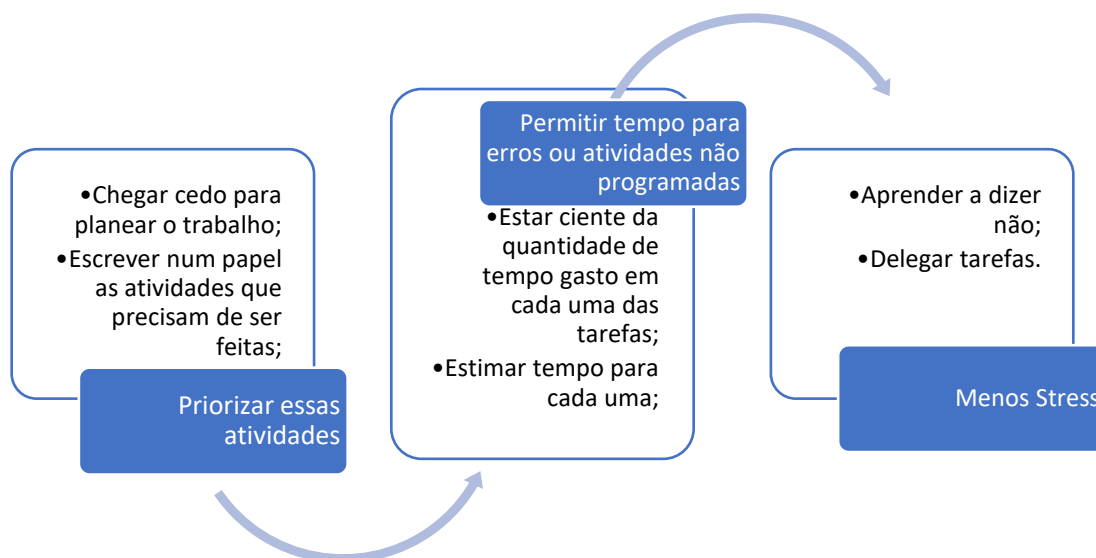 •Chegar cedo para
planear o trabalho;
•Escrever num papel
as atividades que
precisam de ser
feitas;
Priorizar essas
atividades
Permitir tempo para
erros ou atividades não
programadas
•Estar ciente da
quantidade de
tempo gasto em
cada uma das
tarefas;
•Estimar tempo para
cada uma;
•Aprender a dizer
não;
•Delegar tarefas.
Menos Stress